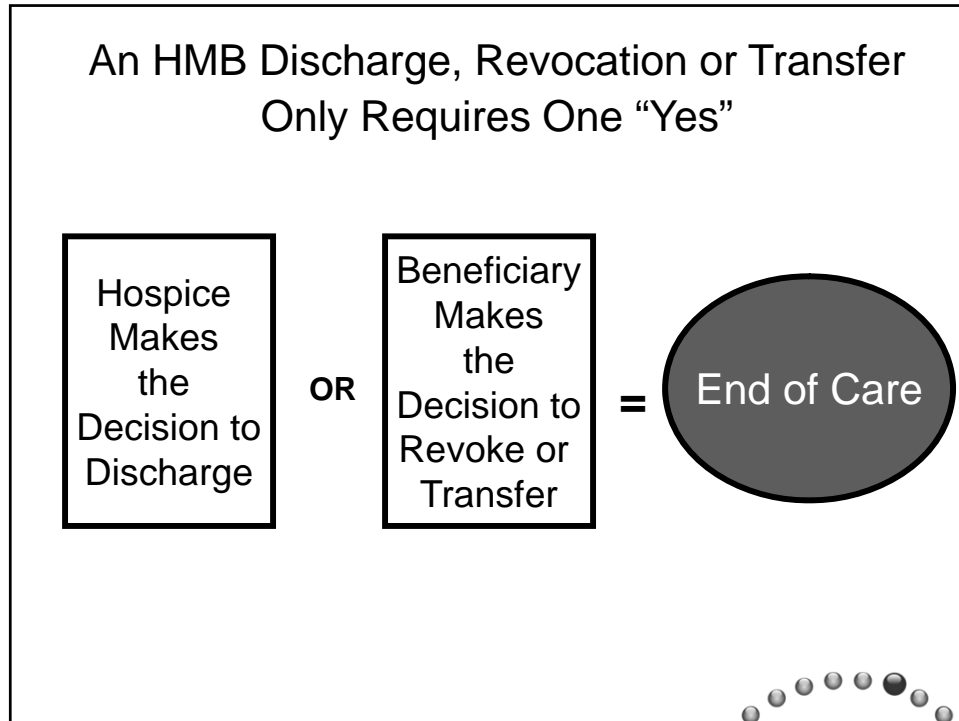 An HMB Discharge, Revocation or Transfer
Only Requires One “Yes”
Hospice
Makes
the
Decision to
Discharge
OR
Beneficiary
Makes
the
Decision to
Revoke or
Transfer
=
End of Care